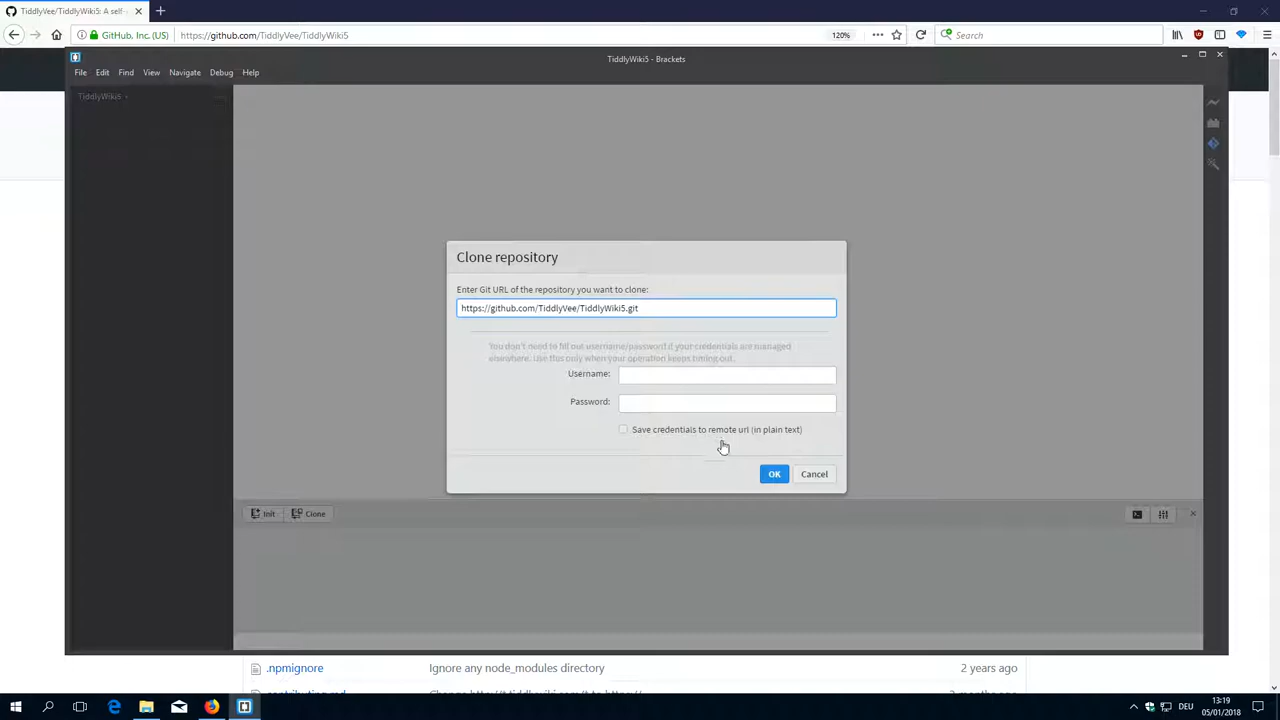 TiddlyVee/TiddlyWiki5: A self-
GitHub, Inc. (US)
https://github.com/TiddlyVee/TiddlyWiki5
120%
Search
TiddlyWiki5 - Brackets
File Edit Find View Navigate Debug Help
TiddlyWiki5
Clone repository
Enter Git URL of the repository you want to clone:
https://github.com/TiddlyVee/TiddlyWiki5.git
You don't need to fill out username/password if your credentials are managed
elsewhere. Use this only when your operation keeps timing out.
Username:
Password:
Save credentials to remote url (in plain text)
OK Cancel
Init Clone
.npmignore Ignore any node_modules directory 2 years ago
13:19
DEU
05/01/2018